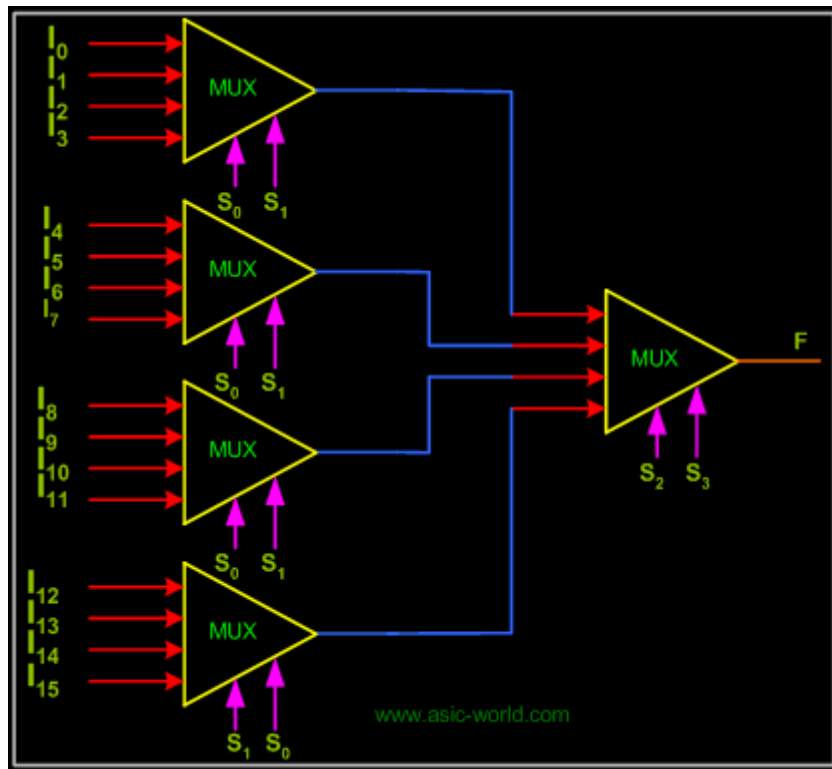 I0
I1
I2
I3
MUX
S0 S1
I4
I5
I6
I7
MUX
S0 S1
MUX
F
S2 S3
I8
I9
I10
I11
MUX
S0 S1
I12
I13
I14
I15
MUX
S1 S0
www.asic-world.com